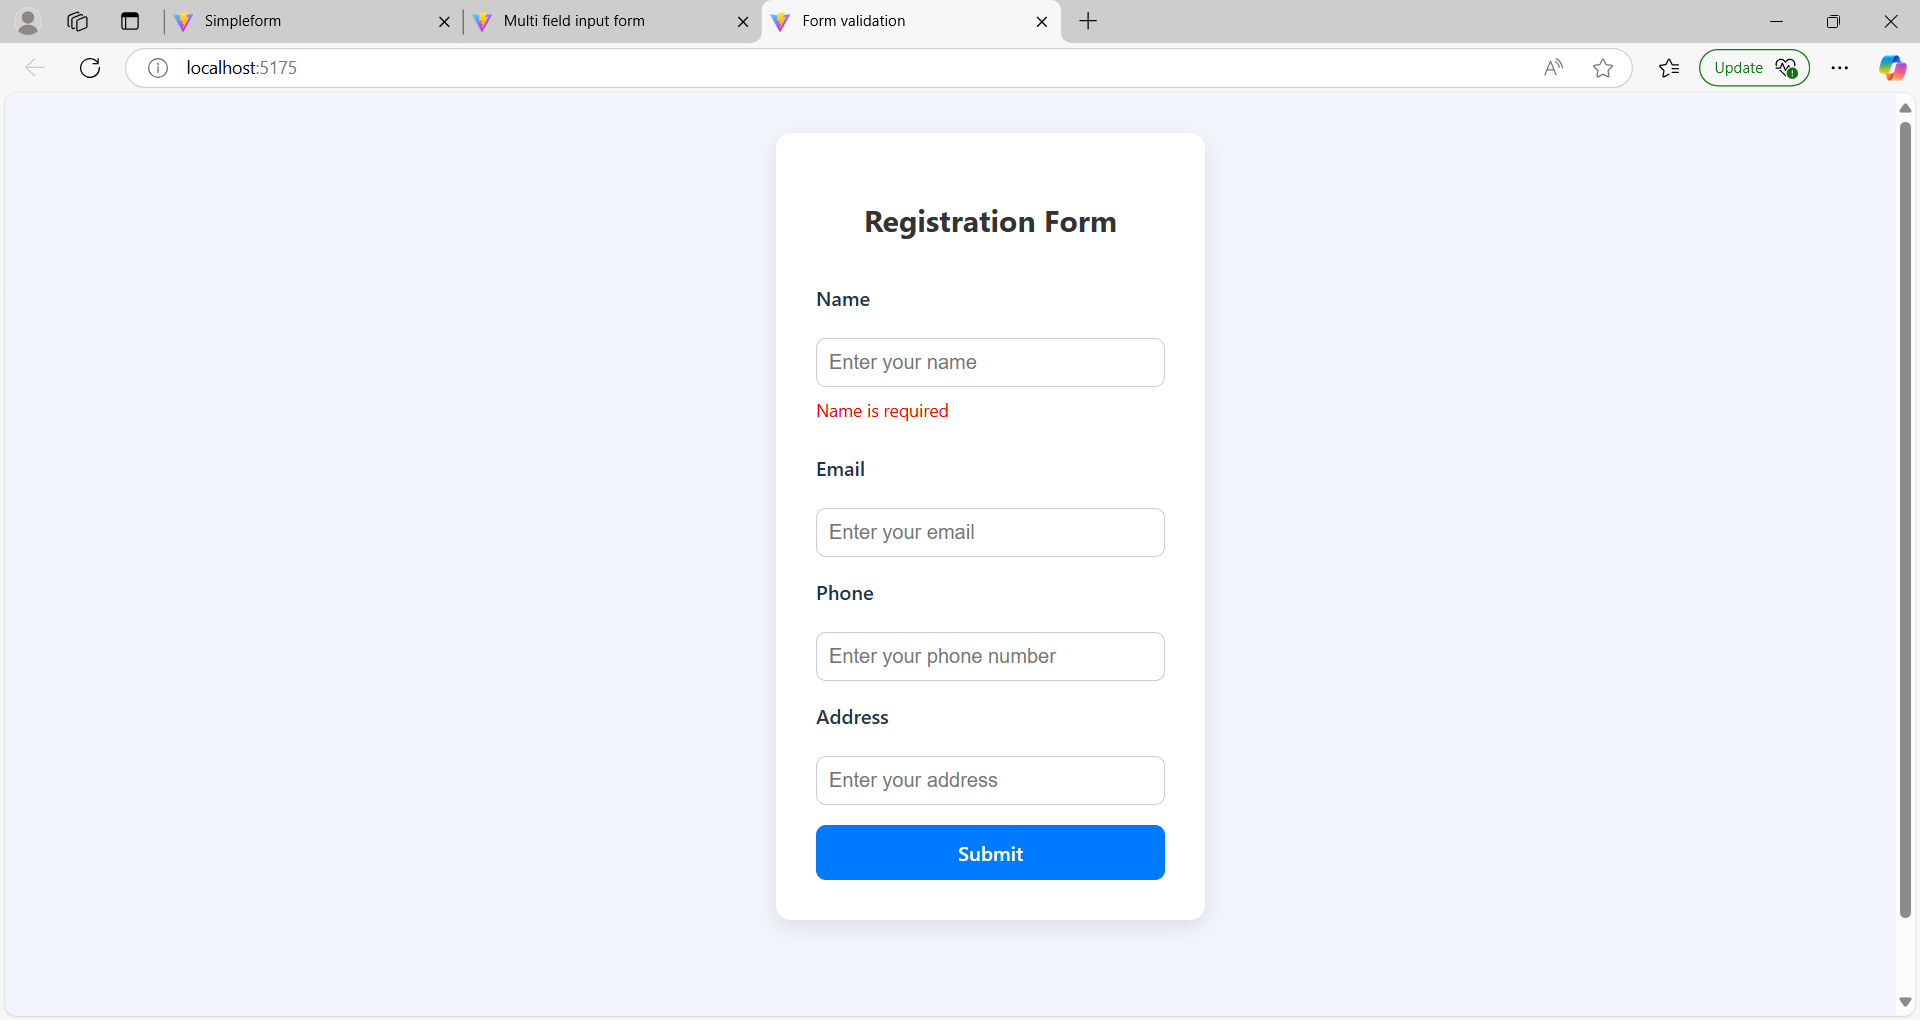 Simpleform
Multi field input form
Form validation
localhost:5175
Update
Registration Form
Name
Enter your name
Name is required
Email
Enter your email
Phone
Enter your phone number
Address
Enter your address
Submit